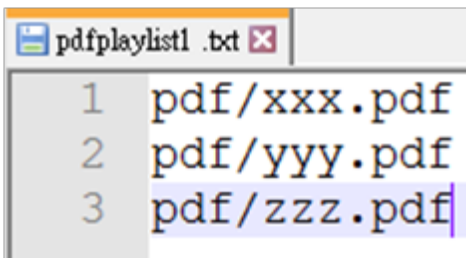 pdfplaylist1 .txt
1 pdf/xxx.pdf
2 pdf/yyy.pdf
3 pdf/zzz.pdf